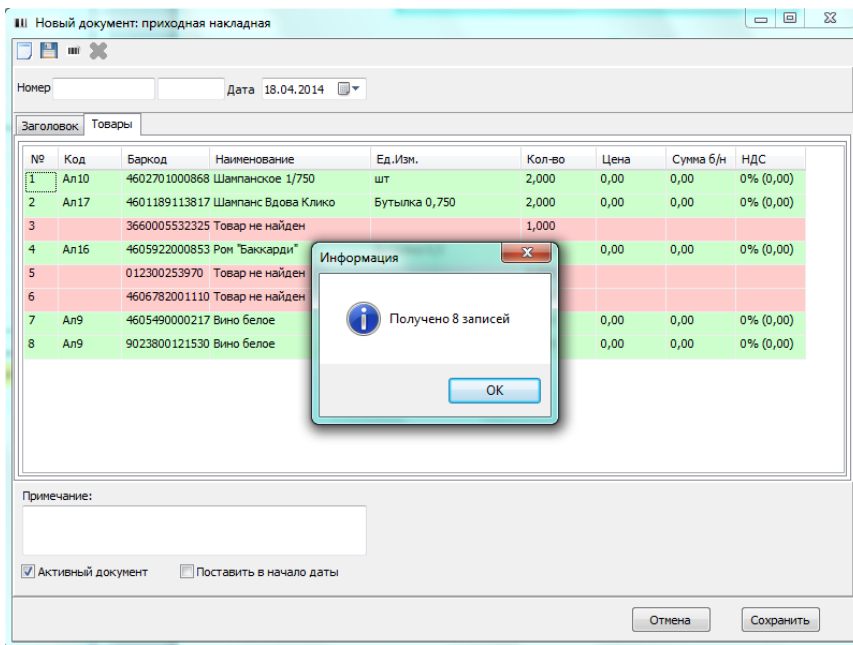 Новый документ: приходная накладная
Номер Дата 18.04.2014
Заголовок Товары
№ Код Баркод Наименование Ед.Изм. Кол-во Цена Сумма б/н НДС
1 Ал10 4602701000868 Шампанское 1/750 шт 2,000 0,00 0,00 0% (0,00)
2 Ал17 4601189113817 Шампанс Вдова Клико Бутылка 0,750 2,000 0,00 0,00 0% (0,00)
3 3660005532325 Товар не найден 1,000
4 Ал16 4605922000853 Ром "Баккарди" 0,00 0,00 0% (0,00)
5 012300253970 Товар не найден
6 4606782001110 Товар не найден
7 Ал9 4605490000217 Вино белое 0,00 0,00 0% (0,00)
8 Ал9 9023800121530 Вино белое 0,00 0,00 0% (0,00)
Информация
Получено 8 записей
OK
Примечание:
Активный документ Поставить в начало даты
Отмена Сохранить